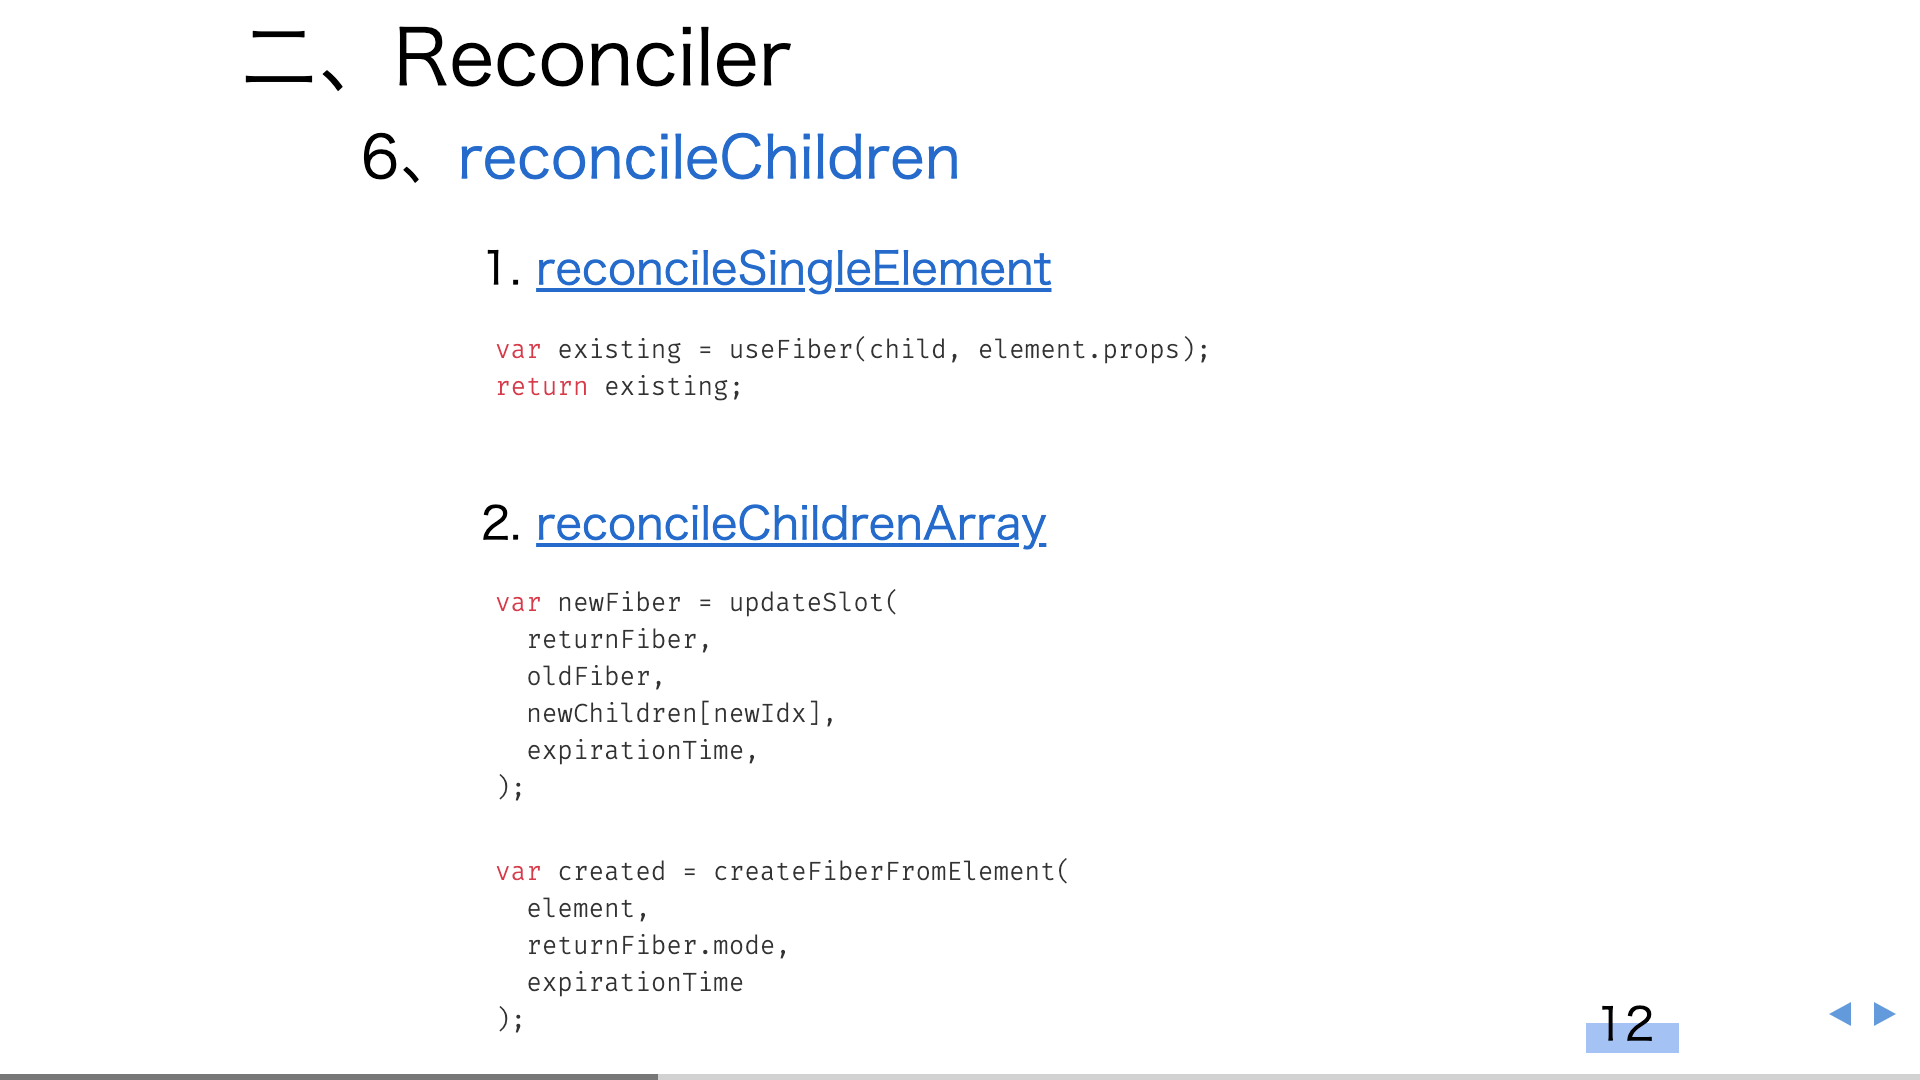 二、Reconciler
6、reconcileChildren
1. reconcileSingleElement
var existing = useFiber(child, element.props);
return existing;
2. reconcileChildrenArray
var newFiber = updateSlot(
  returnFiber,
  oldFiber,
  newChildren[newIdx],
  expirationTime,
);
var created = createFiberFromElement(
  element,
  returnFiber.mode,
  expirationTime
);
12